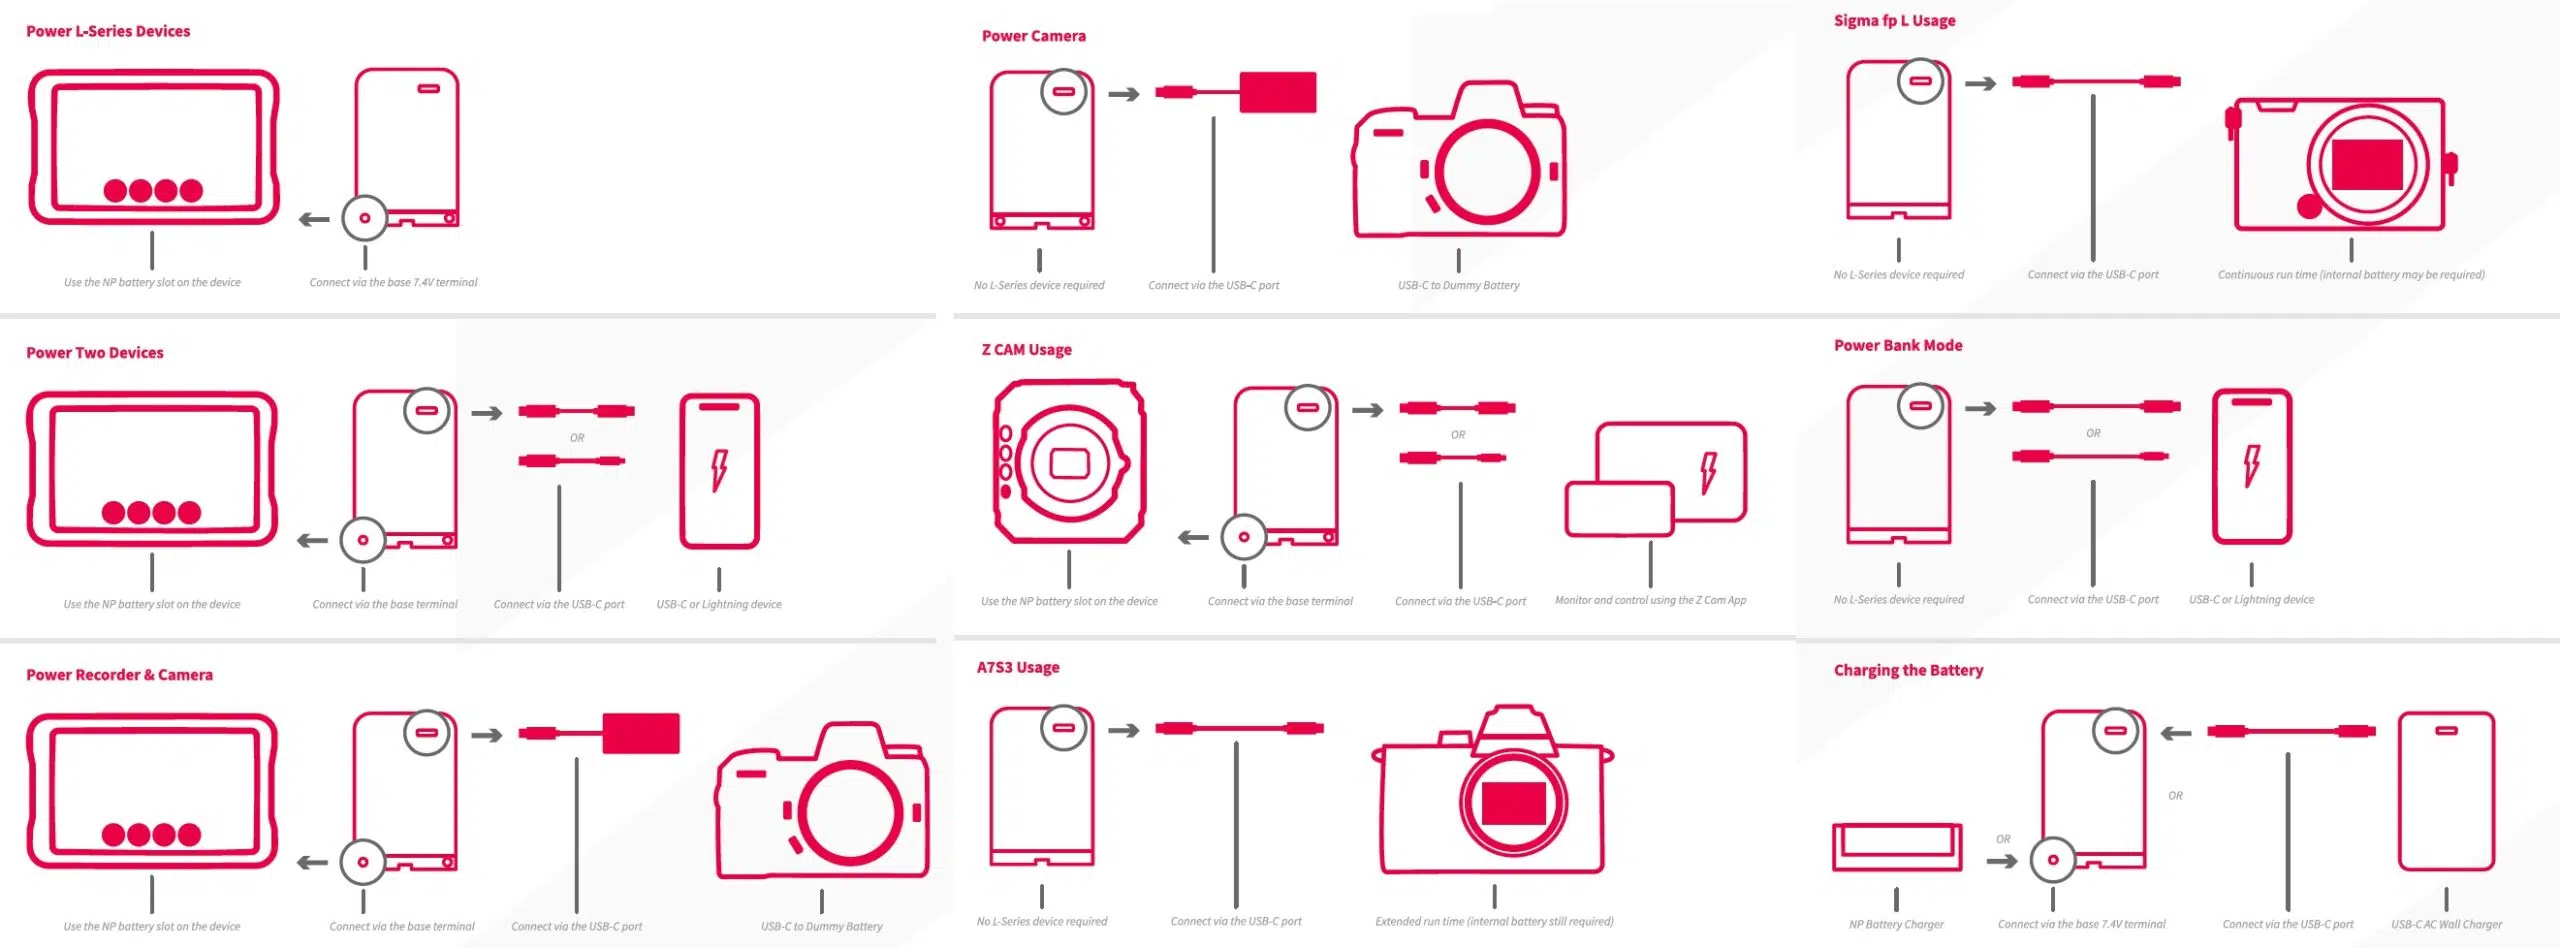 Power L-Series Devices
Use the NP battery slot on the device
Connect via the base 7.4V terminal
Power Camera
No L-Series device required
Connect via the USB-C port
USB-C to Dummy Battery
Sigma fp L Usage
No L-Series device required
Connect via the USB-C port
Continuous run time (internal battery may be required)
Power Two Devices
OR
Use the NP battery slot on the device
Connect via the base terminal
Connect via the USB-C port
USB-C or Lightning device
Z CAM Usage
OR
Use the NP battery slot on the device
Connect via the base terminal
Connect via the USB-C port
Monitor and control using the Z Cam App
Power Bank Mode
OR
No L-Series device required
Connect via the USB-C port
USB-C or Lightning device
Power Recorder & Camera
Use the NP battery slot on the device
Connect via the base terminal
Connect via the USB-C port
USB-C to Dummy Battery
A7S3 Usage
No L-Series device required
Connect via the USB-C port
Extended run time (internal battery still required)
Charging the Battery
OR
OR
NP Battery Charger
Connect via the base 7.4V terminal
Connect via the USB-C port
USB-C AC Wall Charger